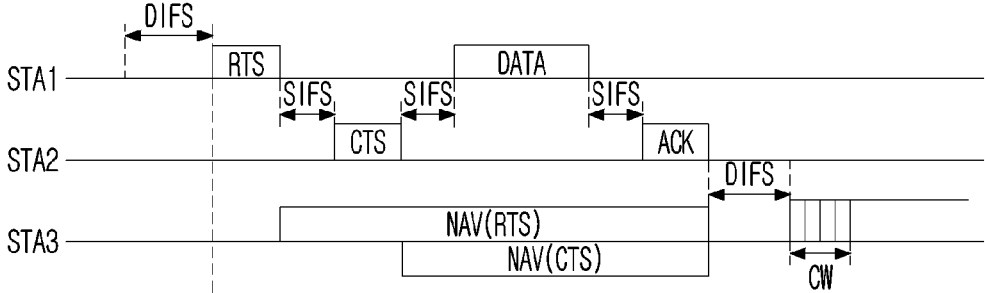 DIFS
STA1 RTS DATA
SIFS SIFS SIFS
STA2 CTS ACK
DIFS
STA3 NAV(RTS)
NAV(CTS)
CW